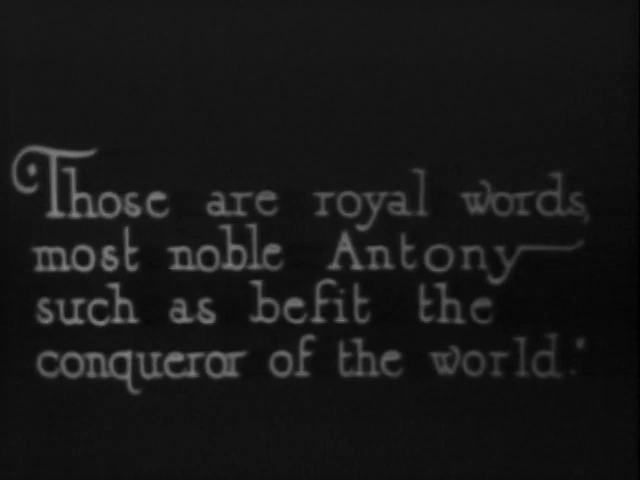 "Those are royal words,
most noble Antony—
such as befit the
conqueror of the world."